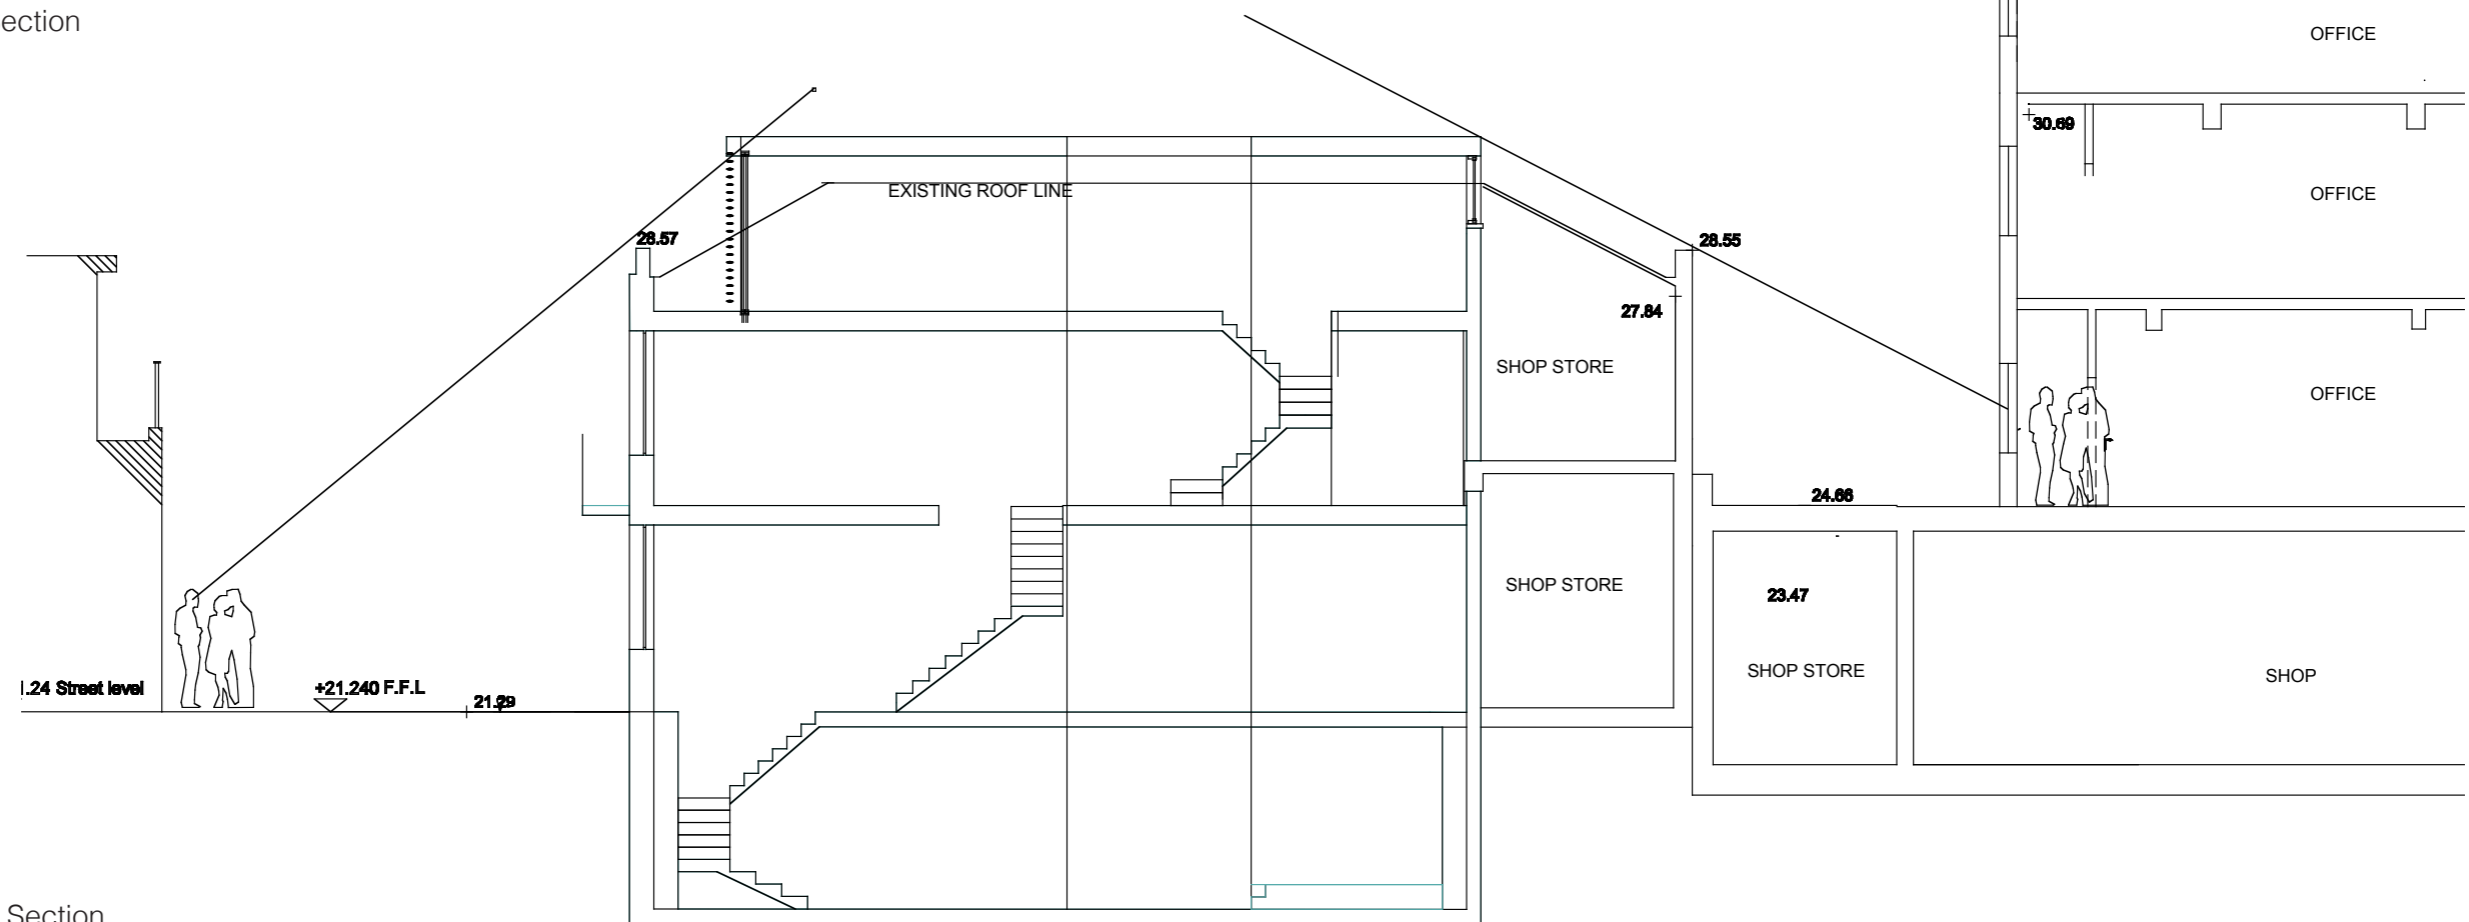 ection
OFFICE
30.69
EXISTING ROOF LINE
OFFICE
28.57
28.55
27.84
SHOP STORE
OFFICE
24.66
SHOP STORE
23.47
SHOP STORE
SHOP
.24 Street level
+21.240 F.F.L
21.29
Section